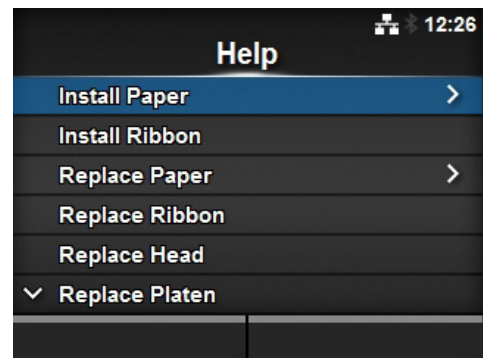 12:26
Help
Install Paper
Install Ribbon
Replace Paper
Replace Ribbon
Replace Head
Replace Platen